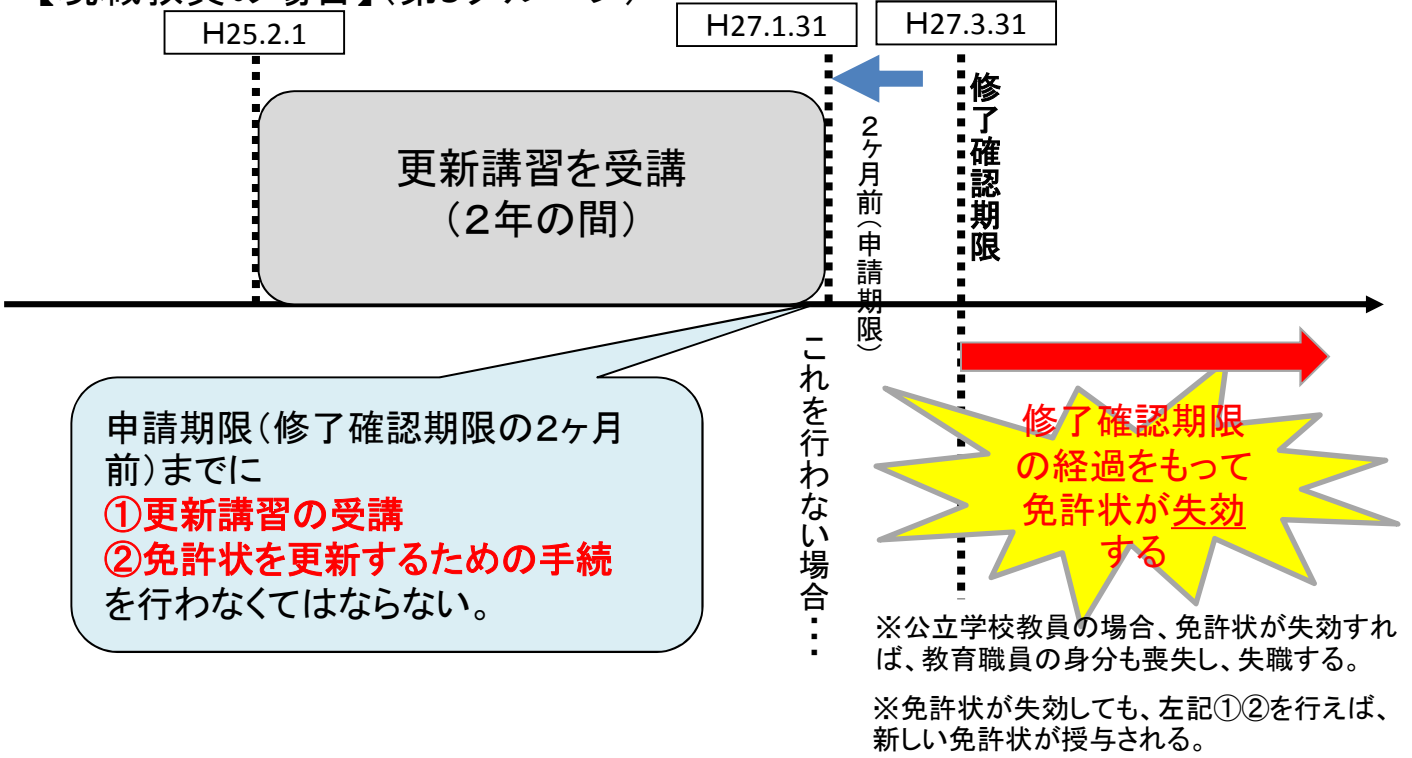 H25.2.1
H27.1.31
H27.3.31
更新講習を受講
（２年の間）
２ヶ月前（申請期限）
修了確認期限
申請期限（修了確認期限の２ヶ月
前）までに
①更新講習の受講
②免許状を更新するための手続
を行わなくてはならない。
これを行わない場合・・・
修了確認期限
の経過をもって
免許状が失効
する
※公立学校教員の場合、免許状が失効すれ
ば、教育職員の身分も喪失し、失職する。
※免許状が失効しても、左記①②を行えば、
新しい免許状が授与される。